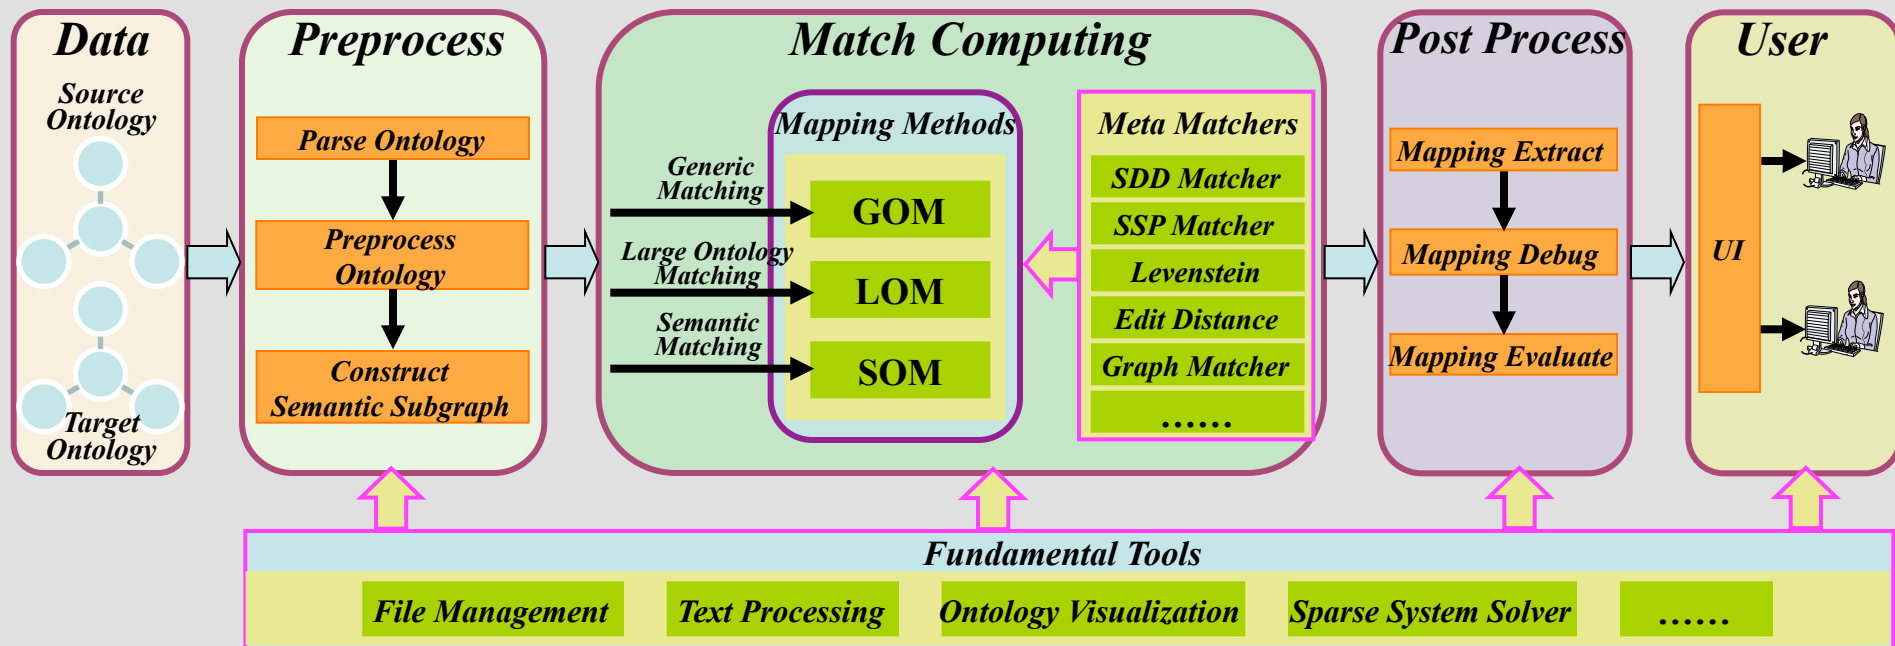 Data
Source
Ontology
Target
Ontology
Preprocess
Parse Ontology
Preprocess
Ontology
Construct
Semantic Subgraph
Match Computing
Generic
Matching
Large Ontology
Matching
Semantic
Matching
Mapping Methods
GOM
LOM
SOM
Meta Matchers
SDD Matcher
SSP Matcher
Levenstein
Edit Distance
Graph Matcher
......
Post Process
Mapping Extract
Mapping Debug
Mapping Evaluate
User
UI
Fundamental Tools
File Management
Text Processing
Ontology Visualization
Sparse System Solver
......